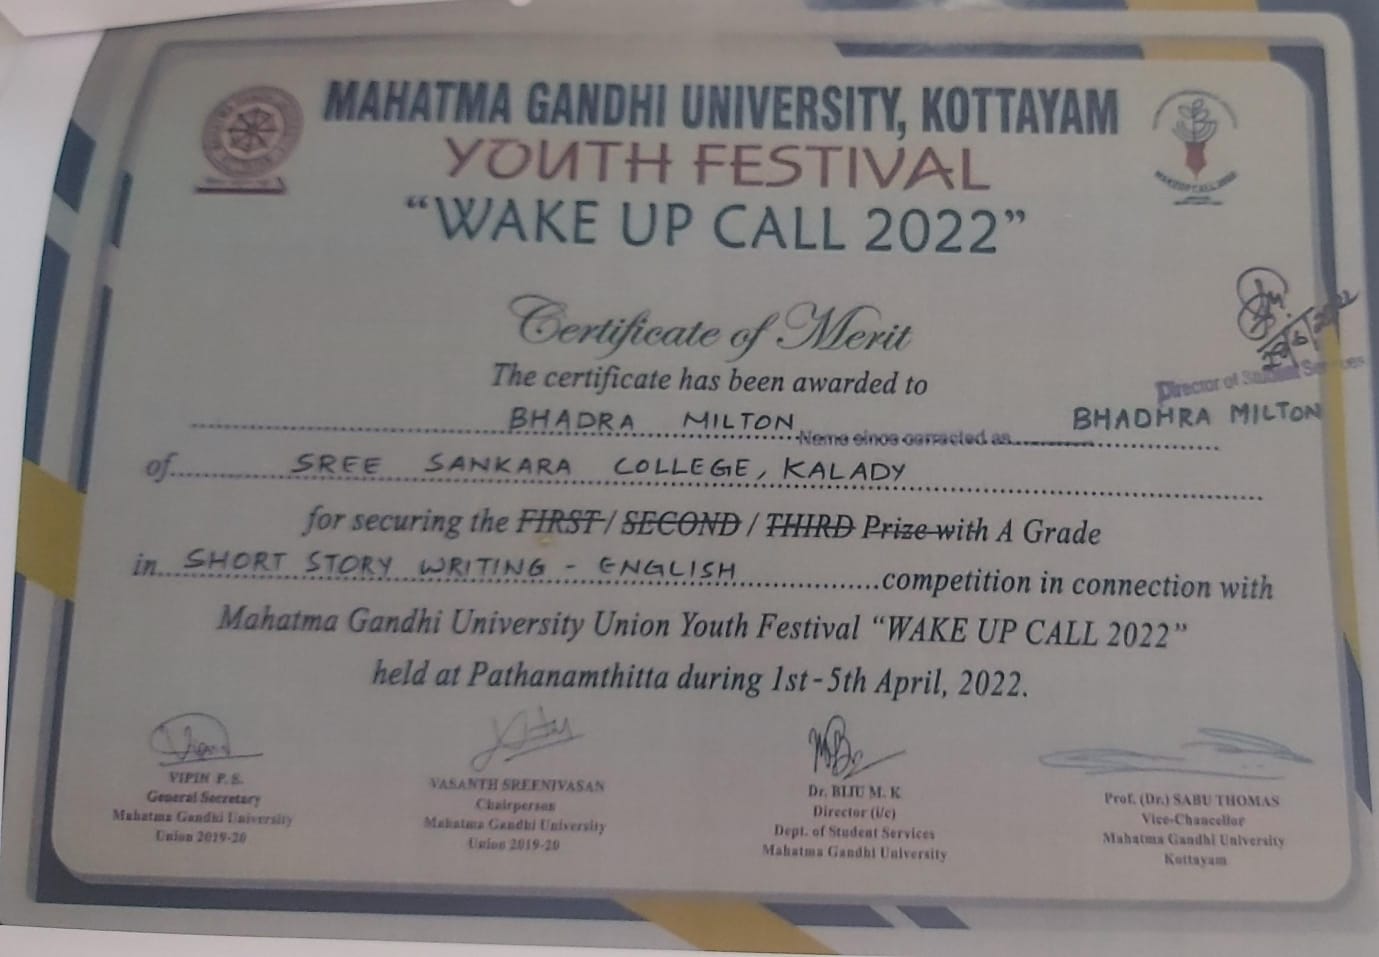 MAHATMA GANDHI UNIVERSITY, KOTTAYAM
YOUTH FESTIVAL
“WAKE UP CALL 2022”
WAKEUP CALL 2022
Certificate of Merit
The certificate has been awarded to
Director of Student Services
BHADRA MILTON Name since corrected as BHADHRA MILTON
of SREE SANKARA COLLEGE, KALADY
for securing the FIRST / SECOND / THIRD Prize with A Grade
in SHORT STORY WRITING - ENGLISH competition in connection with
Mahatma Gandhi University Union Youth Festival “WAKE UP CALL 2022”
held at Pathanamthitta during 1st - 5th April, 2022.
VIPIN P. S.
General Secretary
Mahatma Gandhi University
Union 2019-20
VASANTH SREENIVASAN
Chairperson
Mahatma Gandhi University
Union 2019-20
Dr. BIJU M. K
Director (i/c)
Dept. of Student Services
Mahatma Gandhi University
Prof. (Dr.) SABU THOMAS
Vice-Chancellor
Mahatma Gandhi University
Kottayam